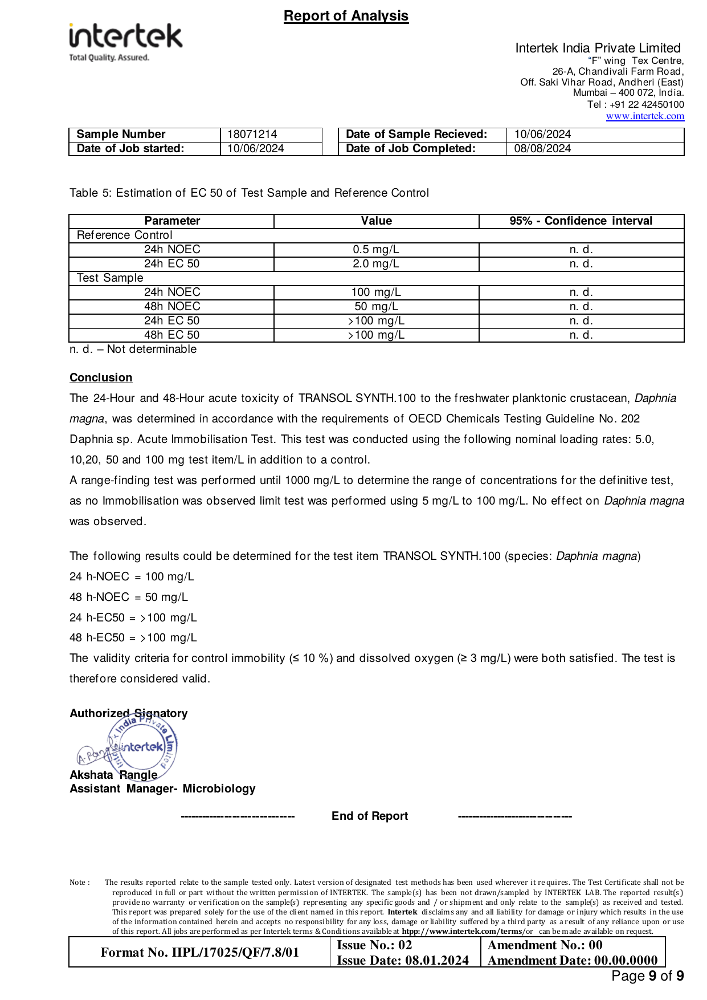 Report of Analysis
intertek
Total Quality. Assured.
Intertek India Private Limited
“F” wing Tex Centre,
26-A, Chandivali Farm Road,
Off. Saki Vihar Road, Andheri (East)
Mumbai – 400 072, India.
Tel : +91 22 42450100
www.intertek.com
Sample Number 18071214 Date of Sample Recieved: 10/06/2024
Date of Job started: 10/06/2024 Date of Job Completed: 08/08/2024
Table 5: Estimation of EC 50 of Test Sample and Reference Control
Parameter Value 95% - Confidence interval
Reference Control
24h NOEC 0.5 mg/L n. d.
24h EC 50 2.0 mg/L n. d.
Test Sample
24h NOEC 100 mg/L n. d.
48h NOEC 50 mg/L n. d.
24h EC 50 >100 mg/L n. d.
48h EC 50 >100 mg/L n. d.
n. d. – Not determinable
Conclusion
The 24-Hour and 48-Hour acute toxicity of TRANSOL SYNTH.100 to the freshwater planktonic crustacean, Daphnia
magna, was determined in accordance with the requirements of OECD Chemicals Testing Guideline No. 202
Daphnia sp. Acute Immobilisation Test. This test was conducted using the following nominal loading rates: 5.0,
10,20, 50 and 100 mg test item/L in addition to a control.
A range-finding test was performed until 1000 mg/L to determine the range of concentrations for the definitive test,
as no Immobilisation was observed limit test was performed using 5 mg/L to 100 mg/L. No effect on Daphnia magna
was observed.
The following results could be determined for the test item TRANSOL SYNTH.100 (species: Daphnia magna)
24 h-NOEC = 100 mg/L
48 h-NOEC = 50 mg/L
24 h-EC50 = >100 mg/L
48 h-EC50 = >100 mg/L
The validity criteria for control immobility (≤ 10 %) and dissolved oxygen (≥ 3 mg/L) were both satisfied. The test is
therefore considered valid.
Authorized Signatory
Intertek India Private Limited
intertek
A. Rangle
Akshata Rangle
Assistant Manager- Microbiology
------------------------------ End of Report ------------------------------
Note : The results reported relate to the sample tested only. Latest version of designated test methods has been used wherever it requires. The Test Certificate shall not be
reproduced in full or part without the written permission of INTERTEK. The sample(s) has been not drawn/sampled by INTERTEK LAB. The reported result(s)
provide no warranty or verification on the sample(s) representing any specific goods and / or shipment and only relate to the sample(s) as received and tested.
This report was prepared solely for the use of the client named in this report. Intertek disclaims any and all liability for damage or injury which results in the use
of the information contained herein and accepts no responsibility for any loss, damage or liability suffered by a third party as a result of any reliance upon or use
of this report. All jobs are performed as per Intertek terms & Conditions available at htpp://www.intertek.com/terms/or can be made available on request.
Format No. IIPL/17025/QF/7.8/01 Issue No.: 02 Amendment No.: 00
Issue Date: 08.01.2024 Amendment Date: 00.00.0000
Page 9 of 9